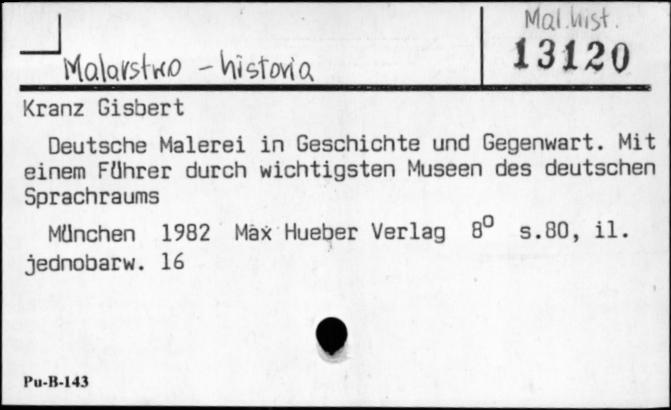 Mal.hist.
13120
Malarstwo - historia
Kranz Gisbert
Deutsche Malerei in Geschichte und Gegenwart. Mit
einem Führer durch wichtigsten Museen des deutschen
Sprachraums
München 1982 Max Hueber Verlag 8° s.80, il.
jednobarw. 16
Pu-B-143